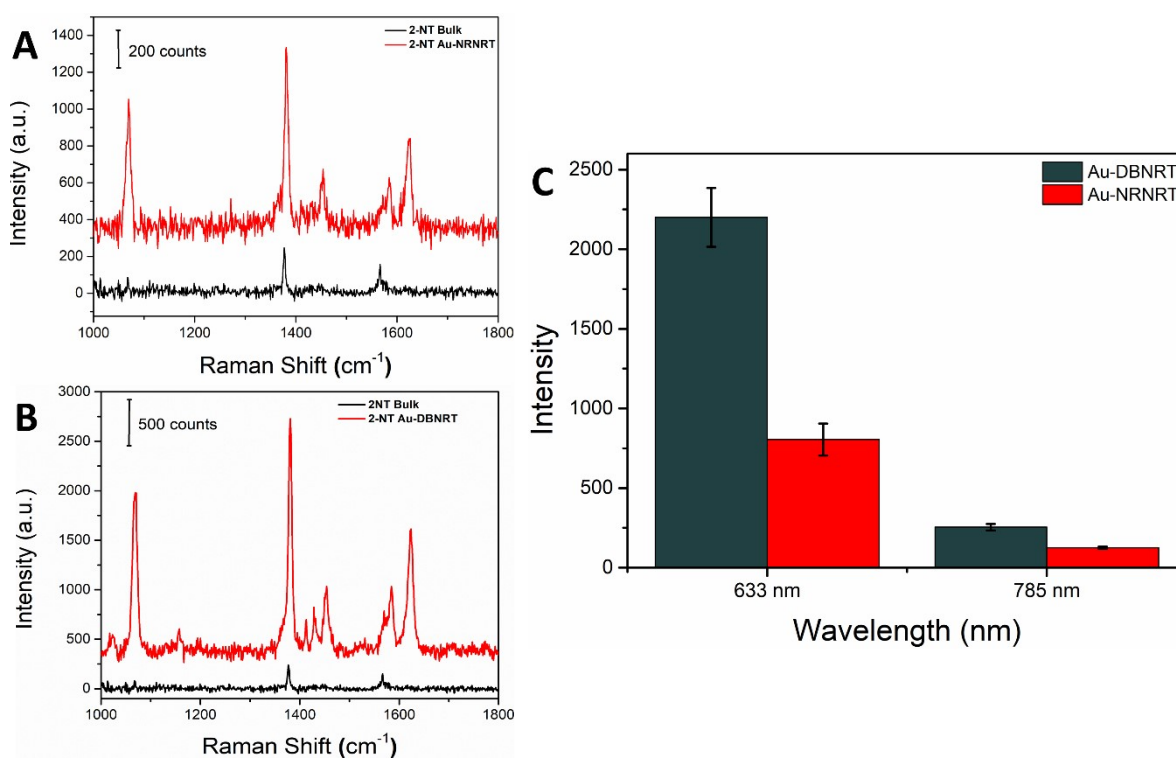 A
200 counts
2-NT Bulk
2-NT Au-NRNRT
1400
1200
1000
800
600
400
200
0
Intensity (a.u.)
1000 1200 1400 1600 1800
Raman Shift (cm⁻¹)
B
500 counts
2NT Bulk
2-NT Au-DBNRT
3000
2500
2000
1500
1000
500
0
Intensity (a.u.)
1000 1200 1400 1600 1800
Raman Shift (cm⁻¹)
C
Au-DBNRT
Au-NRNRT
2500
2000
1500
1000
500
0
Intensity
633 nm 785 nm
Wavelength (nm)